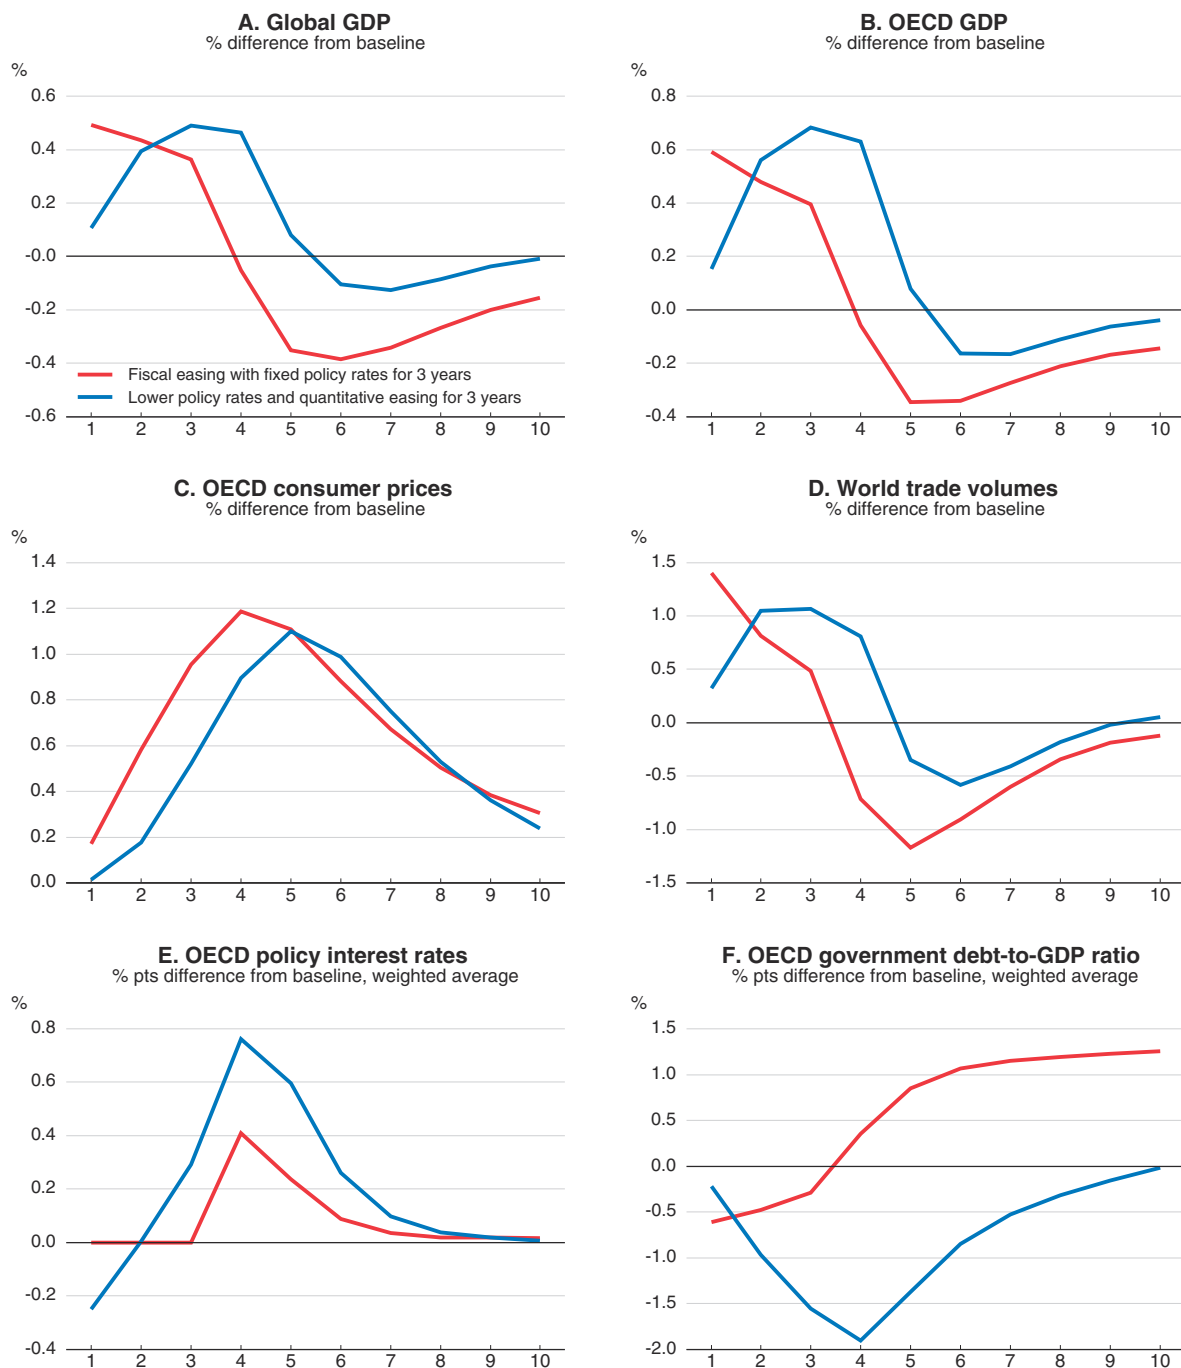 A. Global GDP
% difference from baseline
%
0.6
0.4
0.2
-0.0
-0.2
-0.4
-0.6
Fiscal easing with fixed policy rates for 3 years
Lower policy rates and quantitative easing for 3 years
1 2 3 4 5 6 7 8 9 10
B. OECD GDP
% difference from baseline
%
0.8
0.6
0.4
0.2
0.0
-0.2
-0.4
1 2 3 4 5 6 7 8 9 10
C. OECD consumer prices
% difference from baseline
%
1.4
1.2
1.0
0.8
0.6
0.4
0.2
0.0
1 2 3 4 5 6 7 8 9 10
D. World trade volumes
% difference from baseline
%
1.5
1.0
0.5
0.0
-0.5
-1.0
-1.5
1 2 3 4 5 6 7 8 9 10
E. OECD policy interest rates
% pts difference from baseline, weighted average
%
0.8
0.6
0.4
0.2
0.0
-0.2
-0.4
1 2 3 4 5 6 7 8 9 10
F. OECD government debt-to-GDP ratio
% pts difference from baseline, weighted average
%
1.5
1.0
0.5
0.0
-0.5
-1.0
-1.5
-2.0
1 2 3 4 5 6 7 8 9 10